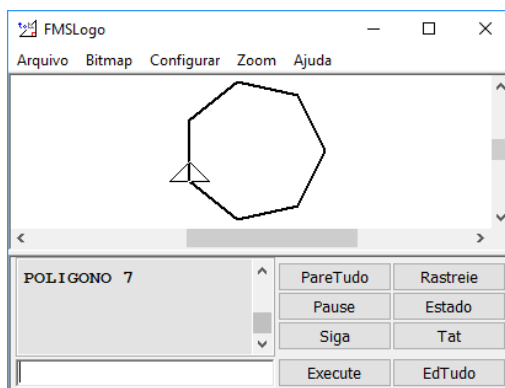 FMSLogo
Arquivo Bitmap Configurar Zoom Ajuda
POLIGONO 7
PareTudo Rastreie
Pause Estado
Siga Tat
Execute EdTudo